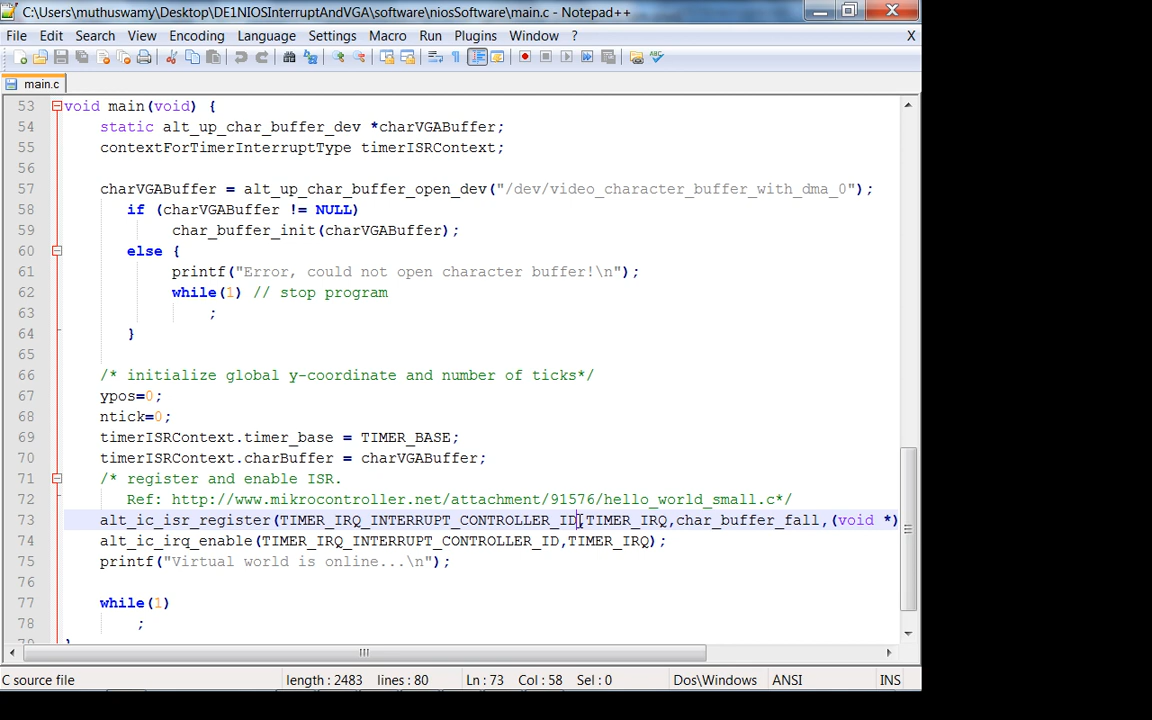 C:\Users\muthuswamy\Desktop\DE1NIOSInterruptAndVGA\software\niosSoftware\main.c - Notepad++
File Edit Search View Encoding Language Settings Macro Run Plugins Window ? X
main.c
53 void main(void) {
54 static alt_up_char_buffer_dev *charVGABuffer;
55 contextForTimerInterruptType timerISRContext;
56
57 charVGABuffer = alt_up_char_buffer_open_dev("/dev/video_character_buffer_with_dma_0");
58 if (charVGABuffer != NULL)
59 char_buffer_init(charVGABuffer);
60 else {
61 printf("Error, could not open character buffer!\n");
62 while(1) // stop program
63 ;
64 }
65
66 /* initialize global y-coordinate and number of ticks*/
67 ypos=0;
68 ntick=0;
69 timerISRContext.timer_base = TIMER_BASE;
70 timerISRContext.charBuffer = charVGABuffer;
71 /* register and enable ISR.
72 Ref: http://www.mikrocontroller.net/attachment/91576/hello_world_small.c*/
73 alt_ic_isr_register(TIMER_IRQ_INTERRUPT_CONTROLLER_ID,TIMER_IRQ,char_buffer_fall,(void *)
74 alt_ic_irq_enable(TIMER_IRQ_INTERRUPT_CONTROLLER_ID,TIMER_IRQ);
75 printf("Virtual world is online...\n");
76
77 while(1)
78 ;
79 }
C source file length : 2483 lines : 80 Ln : 73 Col : 58 Sel : 0 Dos\Windows ANSI INS